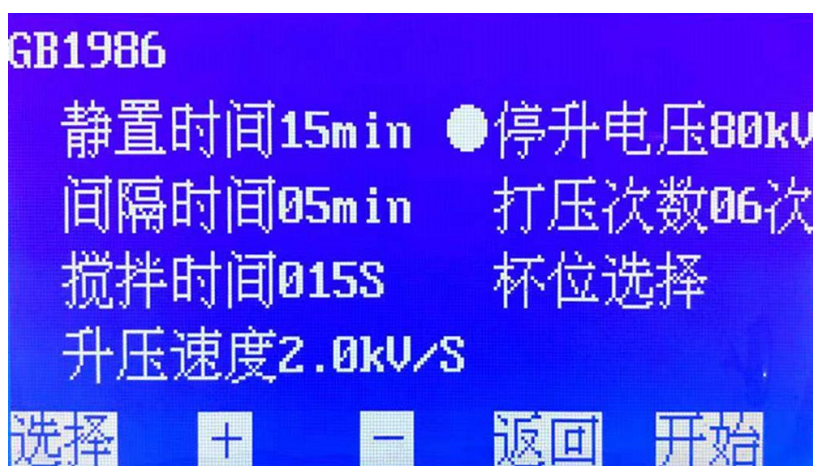 GB1986
静置时间15min ●停升电压80kV
间隔时间05min 打压次数06次
搅拌时间015S 杯位选择
升压速度2.0kV/S
选择 + - 返回 开始